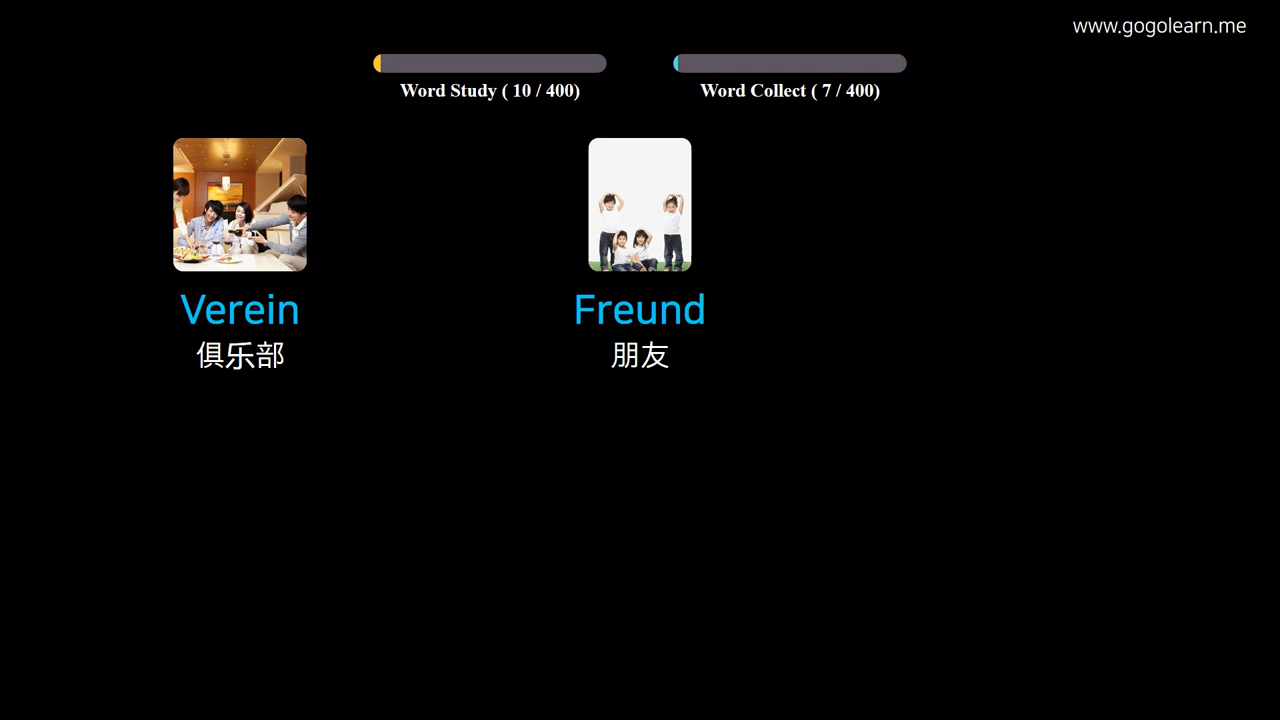 www.gogolearn.me
Word Study ( 10 / 400)
Word Collect ( 7 / 400)
Verein
俱乐部
Freund
朋友